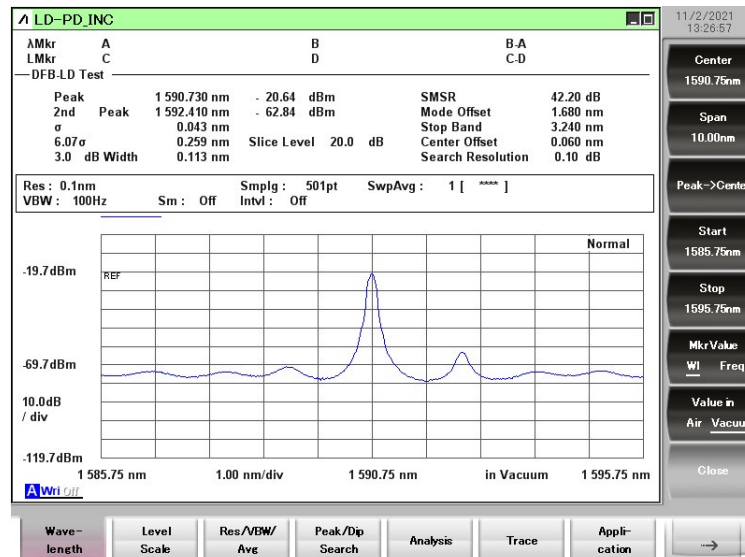 LD-PD_INC
11/2/2021
13:26:57
λMkr A B B-A
LMkr C D C-D
DFB-LD Test
Peak 1 590.730 nm - 20.64 dBm SMSR 42.20 dB
2nd Peak 1 592.410 nm - 62.84 dBm Mode Offset 1.680 nm
σ 0.043 nm Stop Band 3.240 nm
6.07σ 0.259 nm Slice Level 20.0 dB Center Offset 0.060 nm
3.0 dB Width 0.113 nm Search Resolution 0.10 dB
Res : 0.1nm Smplg : 501pt SwpAvg : 1 [ **** ]
VBW : 100Hz Sm : Off Intvl : Off
Normal
-19.7dBm
REF
-69.7dBm
10.0dB
/ div
-119.7dBm
1 585.75 nm 1.00 nm/div 1 590.75 nm in Vacuum 1 595.75 nm
A Wri Off
Center
1590.75nm
Span
10.00nm
Peak->Cente
Start
1585.75nm
Stop
1595.75nm
MkrValue
Wl Freq
Value in
Air Vacuu
Close
Wave-
length
Level
Scale
Res/VBW/
Avg
Peak/Dip
Search
Analysis
Trace
Appli-
cation